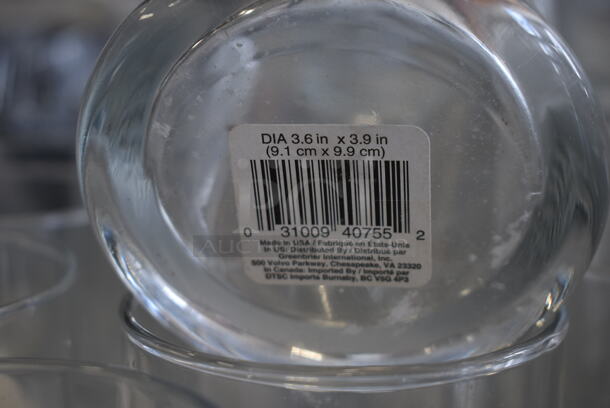 DIA 3.6 in x 3.9 in
(9.1 cm x 9.9 cm)
0 31009 40755 2
Made in USA / Fabriqué en États-Unis
In US: Distributed By / Distribué par
Greenbrier International, Inc.
500 Volvo Parkway, Chesapeake, VA 23320
In Canada: Imported By / Importé par
DTSC Imports Burnaby, BC V5G 4P3